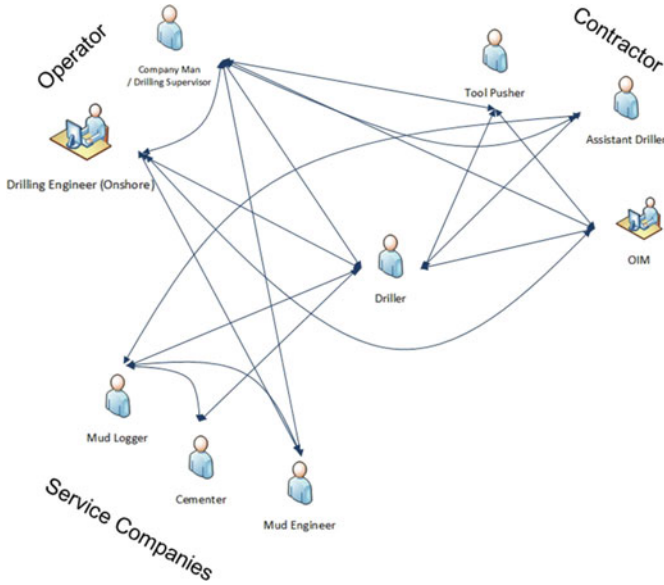 Operator
Contractor
Company Man
/ Drilling Supervisor
Tool Pusher
Assistant Driller
Drilling Engineer (Onshore)
OIM
Driller
Mud Logger
Cementer
Mud Engineer
Service Companies